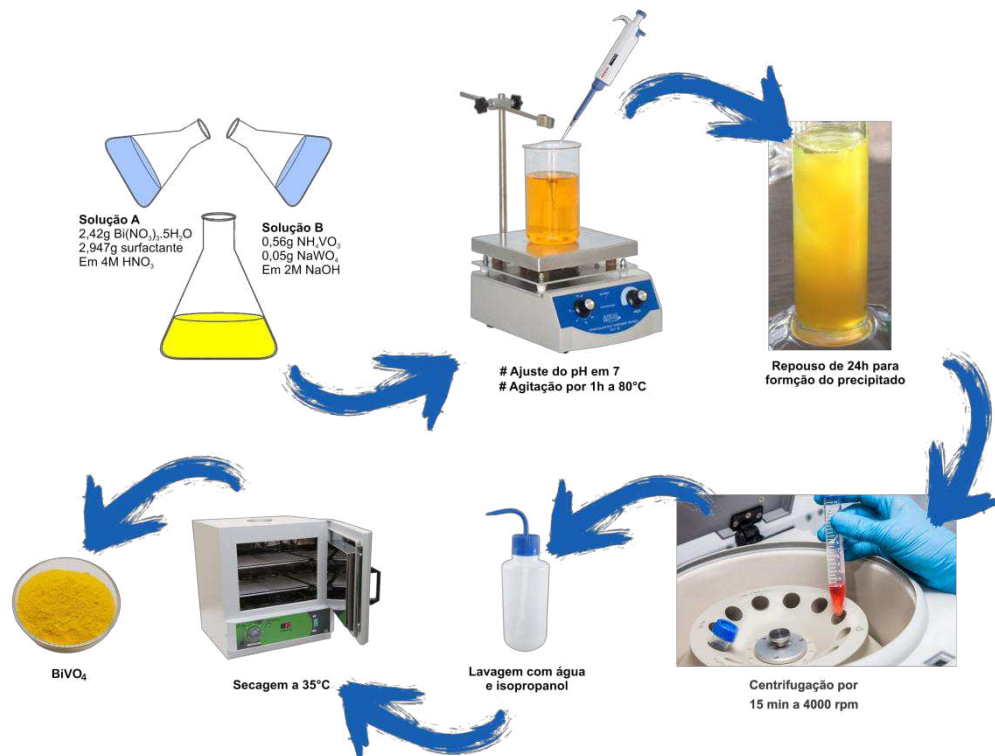 Solução A
2,42g Bi(NO₃)₃.5H₂O
2,947g surfactante
Em 4M HNO₃
Solução B
0,56g NH₄VO₃
0,05g NaWO₄
Em 2M NaOH
# Ajuste do pH em 7
# Agitação por 1h a 80°C
Repouso de 24h para
formção do precipitado
Centrifugação por
15 min a 4000 rpm
Lavagem com água
e isopropanol
Secagem a 35°C
BiVO₄